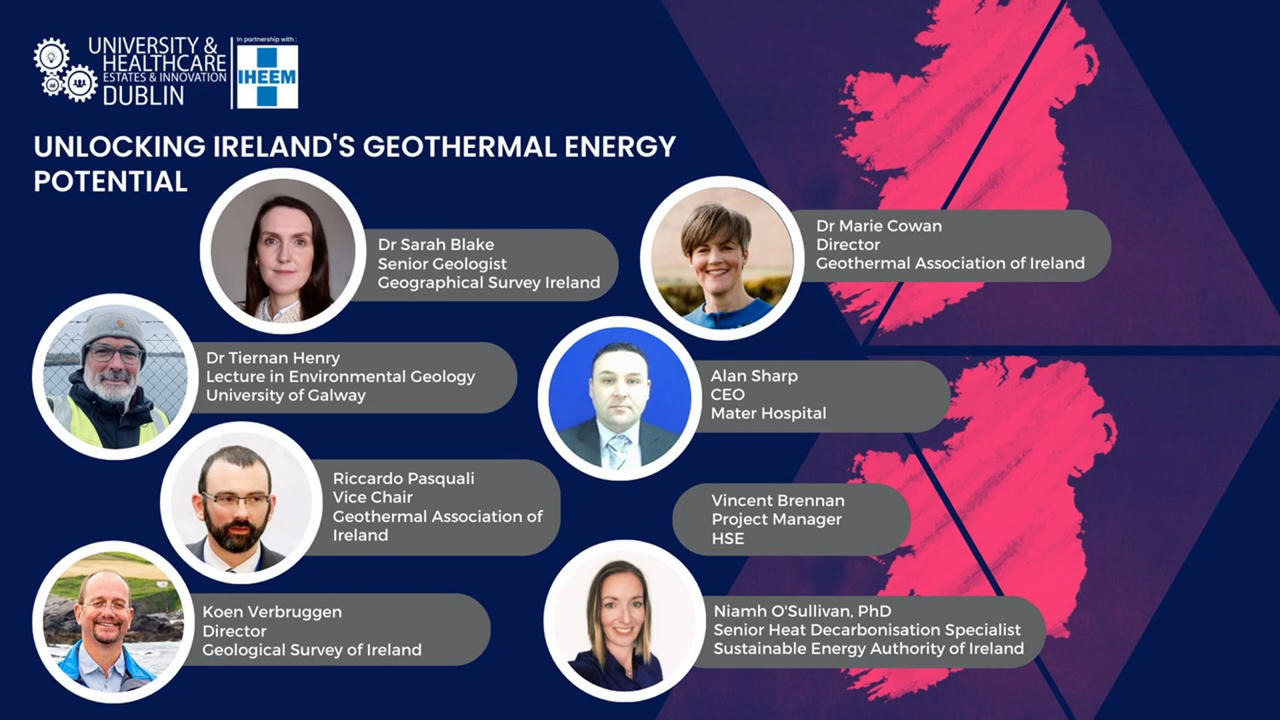 UNIVERSITY &
HEALTHCARE
ESTATES & INNOVATION
DUBLIN
In partnership with :
IHEEM
UNLOCKING IRELAND'S GEOTHERMAL ENERGY
POTENTIAL
Dr Sarah Blake
Senior Geologist
Geographical Survey Ireland
Dr Marie Cowan
Director
Geothermal Association of Ireland
Dr Tiernan Henry
Lecture in Environmental Geology
University of Galway
Alan Sharp
CEO
Mater Hospital
Riccardo Pasquali
Vice Chair
Geothermal Association of
Ireland
Vincent Brennan
Project Manager
HSE
Koen Verbruggen
Director
Geological Survey of Ireland
Niamh O'Sullivan, PhD
Senior Heat Decarbonisation Specialist
Sustainable Energy Authority of Ireland